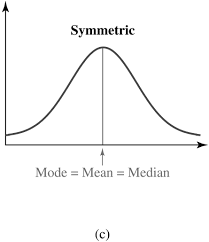 Symmetric
Mode = Mean = Median
(c)